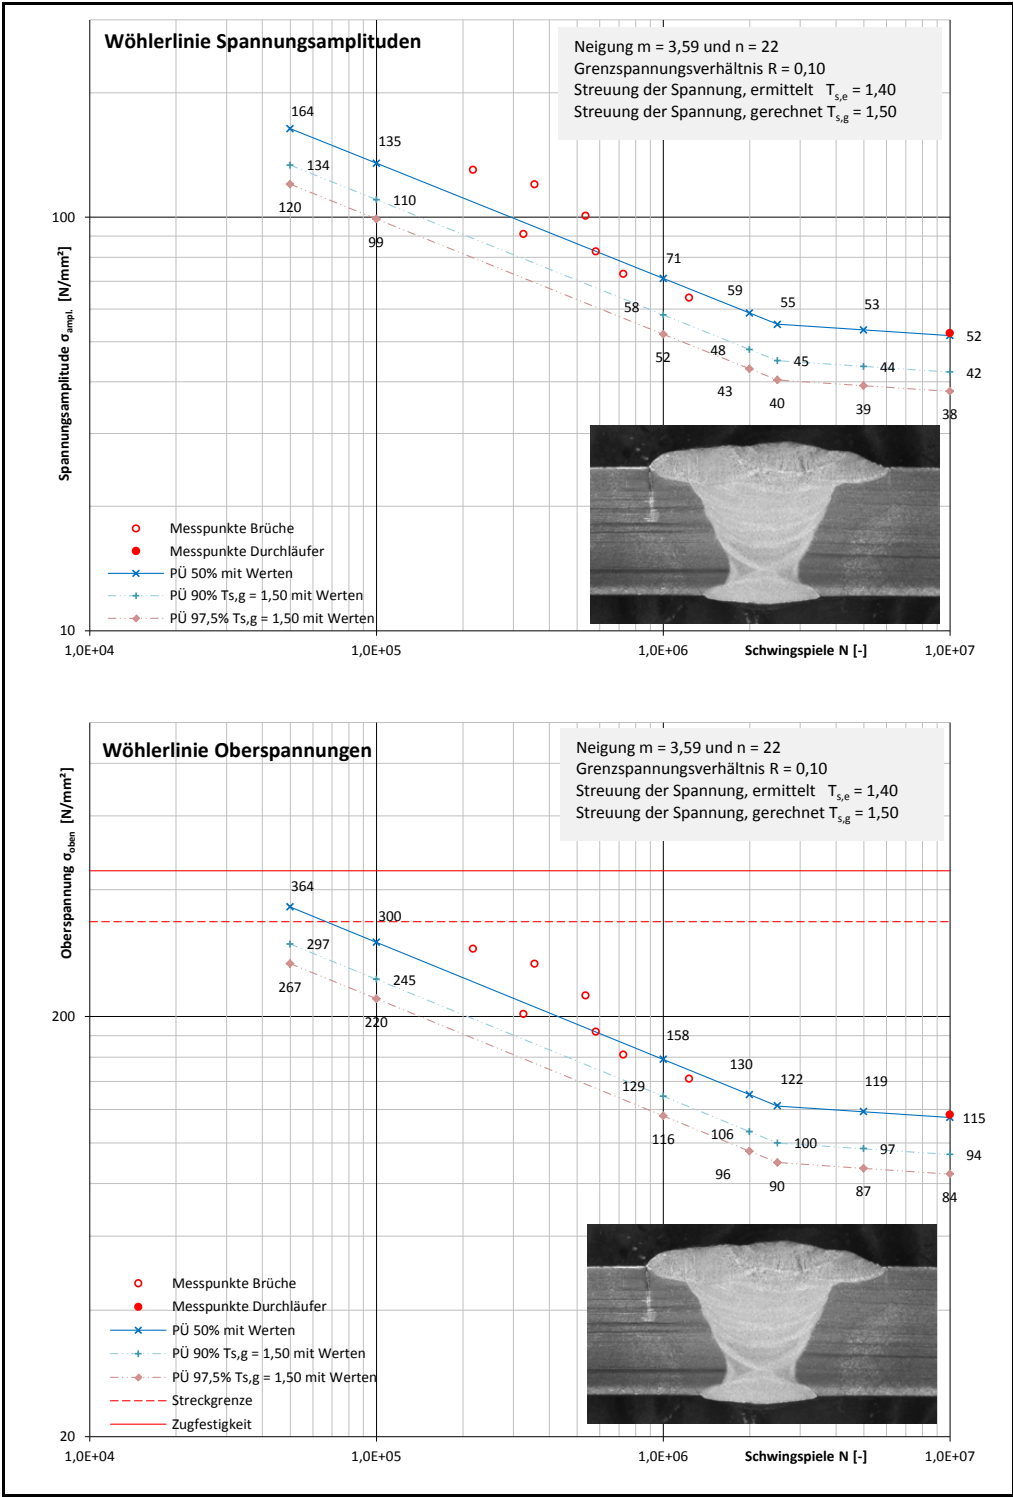 Wöhlerlinie Spannungsamplituden
Neigung m = 3,59 und n = 22
Grenzspannungsverhältnis R = 0,10
Streuung der Spannung, ermittelt T s,e = 1,40
Streuung der Spannung, gerechnet T s,g = 1,50
164
135
134
110
120
99
100
71
59
55
53
52
58
48
45
44
42
52
43
40
39
38
Spannungsamplitude σ ampl. [N/mm²]
Messpunkte Brüche
Messpunkte Durchläufer
PÜ 50% mit Werten
PÜ 90% Ts,g = 1,50 mit Werten
PÜ 97,5% Ts,g = 1,50 mit Werten
10
1,0E+04
1,0E+05
1,0E+06
Schwingspiele N [-]
1,0E+07
Wöhlerlinie Oberspannungen
Neigung m = 3,59 und n = 22
Grenzspannungsverhältnis R = 0,10
Streuung der Spannung, ermittelt T s,e = 1,40
Streuung der Spannung, gerechnet T s,g = 1,50
Oberspannung σ oben [N/mm²]
364
300
297
245
267
220
200
158
130
122
119
115
129
106
100
97
94
116
96
90
87
84
Messpunkte Brüche
Messpunkte Durchläufer
PÜ 50% mit Werten
PÜ 90% Ts,g = 1,50 mit Werten
PÜ 97,5% Ts,g = 1,50 mit Werten
Streckgrenze
Zugfestigkeit
20
1,0E+04
1,0E+05
1,0E+06
Schwingspiele N [-]
1,0E+07